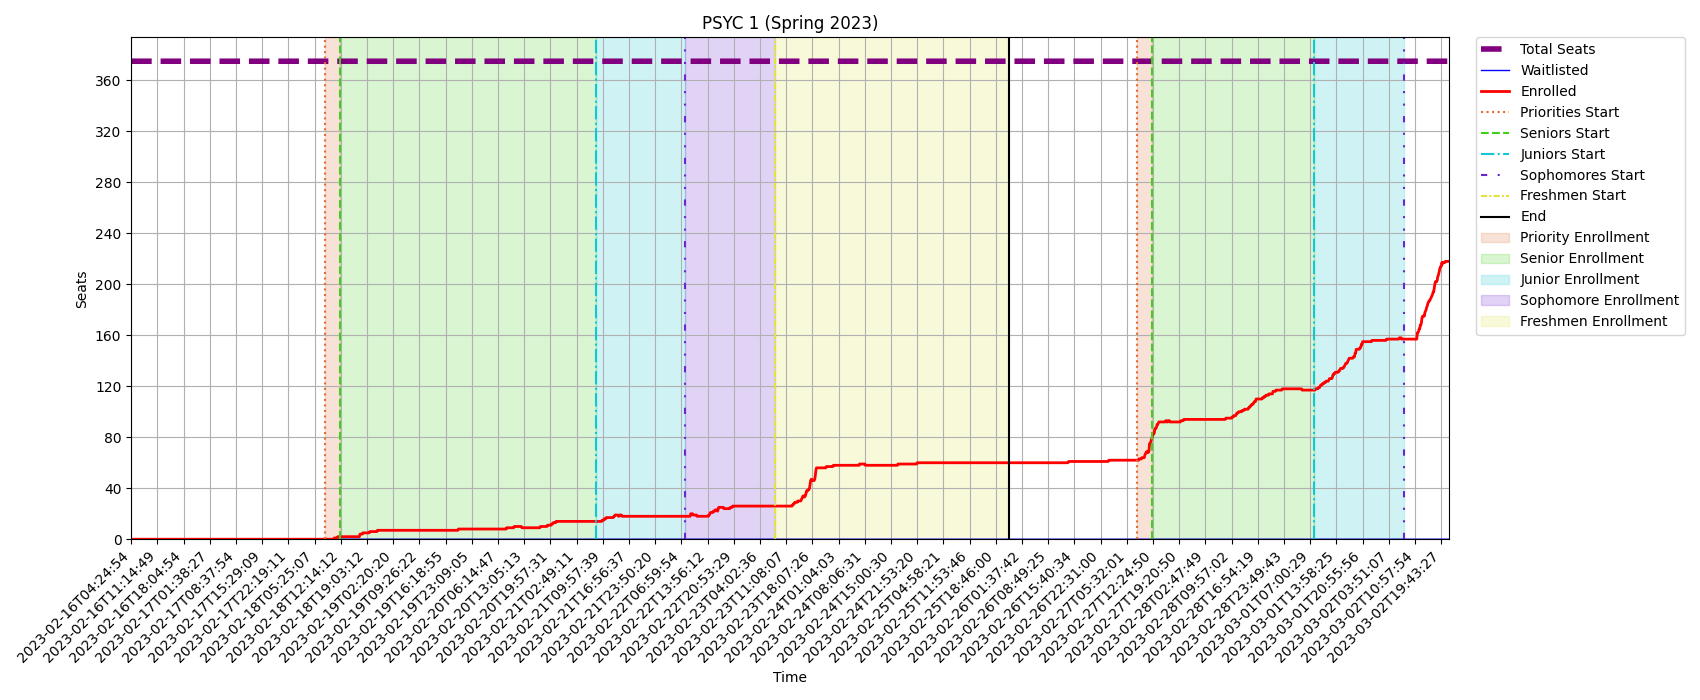 PSYC 1 (Spring 2023)
Seats
360
320
280
240
200
160
120
80
40
0
2023-02-16T04:24:54
2023-02-16T11:14:49
2023-02-16T18:04:54
2023-02-17T01:38:27
2023-02-17T08:37:54
2023-02-17T15:29:09
2023-02-17T22:19:11
2023-02-18T05:25:07
2023-02-18T12:14:12
2023-02-18T19:03:12
2023-02-19T02:20:20
2023-02-19T09:26:22
2023-02-19T16:18:55
2023-02-19T23:09:05
2023-02-20T06:14:47
2023-02-20T13:05:13
2023-02-20T19:57:31
2023-02-21T02:49:11
2023-02-21T09:57:39
2023-02-21T16:56:37
2023-02-21T23:50:20
2023-02-22T06:59:54
2023-02-22T13:56:12
2023-02-22T20:53:29
2023-02-23T04:02:36
2023-02-23T11:08:07
2023-02-23T18:07:26
2023-02-24T01:04:03
2023-02-24T08:06:31
2023-02-24T15:00:30
2023-02-24T21:53:20
2023-02-25T04:58:21
2023-02-25T11:53:46
2023-02-25T18:46:00
2023-02-26T01:37:42
2023-02-26T08:49:25
2023-02-26T15:40:34
2023-02-26T22:31:00
2023-02-27T05:32:01
2023-02-27T12:24:50
2023-02-27T19:20:50
2023-02-28T02:47:49
2023-02-28T09:57:02
2023-02-28T16:54:19
2023-02-28T23:49:43
2023-03-01T07:00:29
2023-03-01T13:58:25
2023-03-01T20:55:56
2023-03-02T03:51:07
2023-03-02T10:57:54
2023-03-02T19:43:27
Time
Total Seats
Waitlisted
Enrolled
Priorities Start
Seniors Start
Juniors Start
Sophomores Start
Freshmen Start
End
Priority Enrollment
Senior Enrollment
Junior Enrollment
Sophomore Enrollment
Freshmen Enrollment